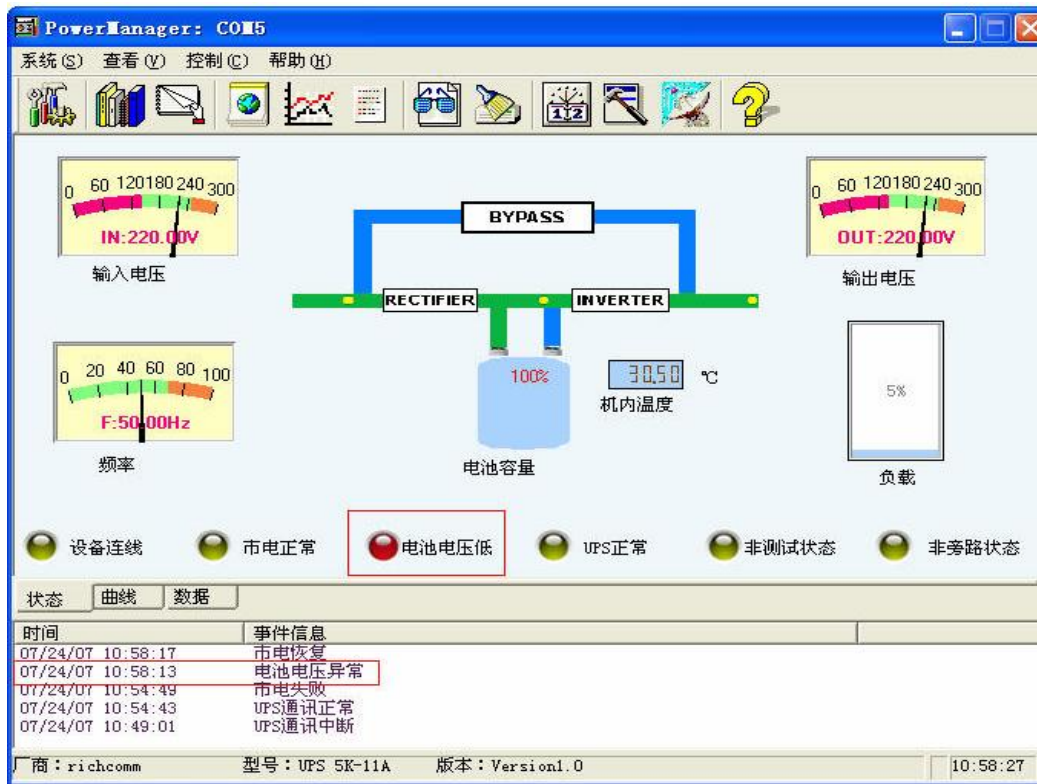 PowerManager: COM5
系统(S) 查看(V) 控制(C) 帮助(H)
0 60 120 180 240 300
IN:220.00V
输入电压
BYPASS
RECTIFIER
INVERTER
0 60 120 180 240 300
OUT:220.00V
输出电压
0 20 40 60 80 100
F:50.00Hz
频率
100%
电池容量
30.50 ℃
机内温度
5%
负载
设备连线 市电正常 电池电压低 UPS正常 非测试状态 非旁路状态
状态 曲线 数据
时间 事件信息
07/24/07 10:58:17 市电恢复
07/24/07 10:58:13 电池电压异常
07/24/07 10:54:49 市电失败
07/24/07 10:54:43 UPS通讯正常
07/24/07 10:49:01 UPS通讯中断
厂商：richcomm 型号：UPS 5K-11A 版本：Version1.0 10:58:27